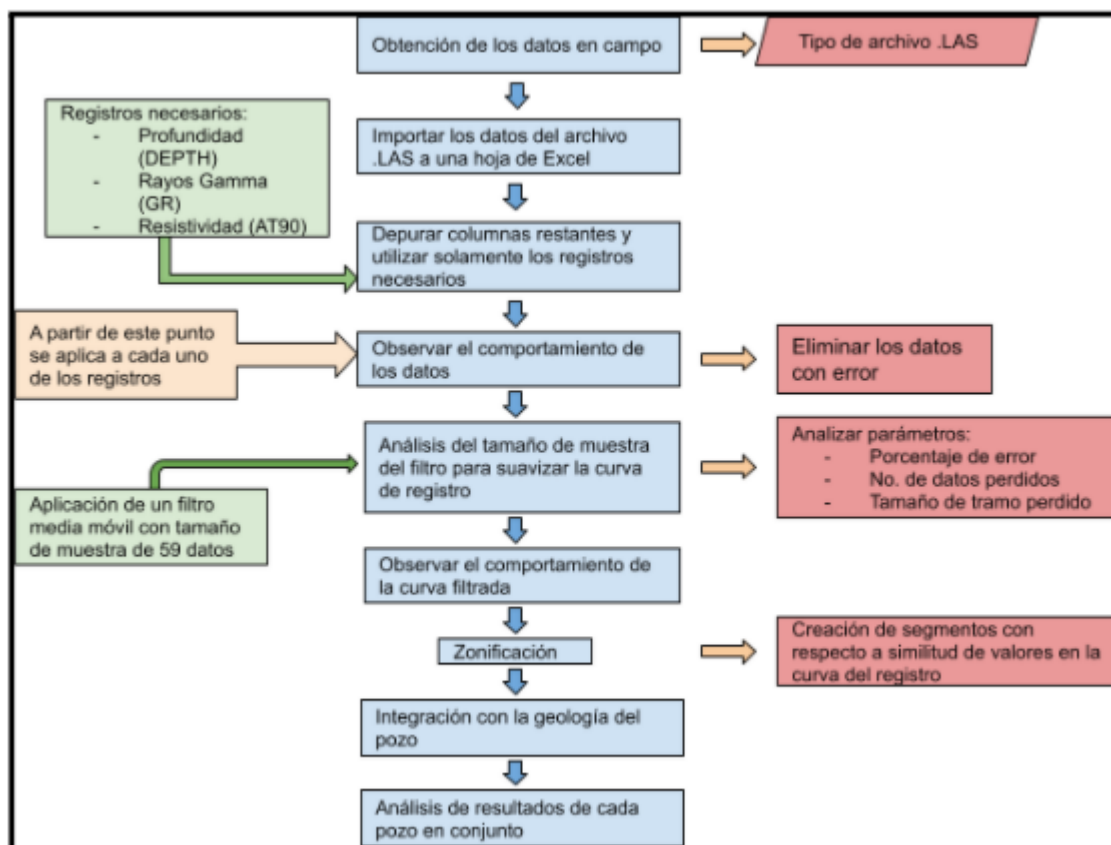 Obtención de los datos en campo
Tipo de archivo .LAS
Registros necesarios:
- Profundidad
(DEPTH)
- Rayos Gamma
(GR)
- Resistividad (AT90)
Importar los datos del archivo
.LAS a una hoja de Excel
Depurar columnas restantes y
utilizar solamente los registros
necesarios
A partir de este punto
se aplica a cada uno
de los registros
Observar el comportamiento de
los datos
Eliminar los datos
con error
Análisis del tamaño de muestra
del filtro para suavizar la curva
de registro
Analizar parámetros:
- Porcentaje de error
- No. de datos perdidos
- Tamaño de tramo perdido
Aplicación de un filtro
media móvil con tamaño
de muestra de 59 datos
Observar el comportamiento de
la curva filtrada
Zonificación
Creación de segmentos con
respecto a similitud de valores en la
curva del registro
Integración con la geología del
pozo
Análisis de resultados de cada
pozo en conjunto